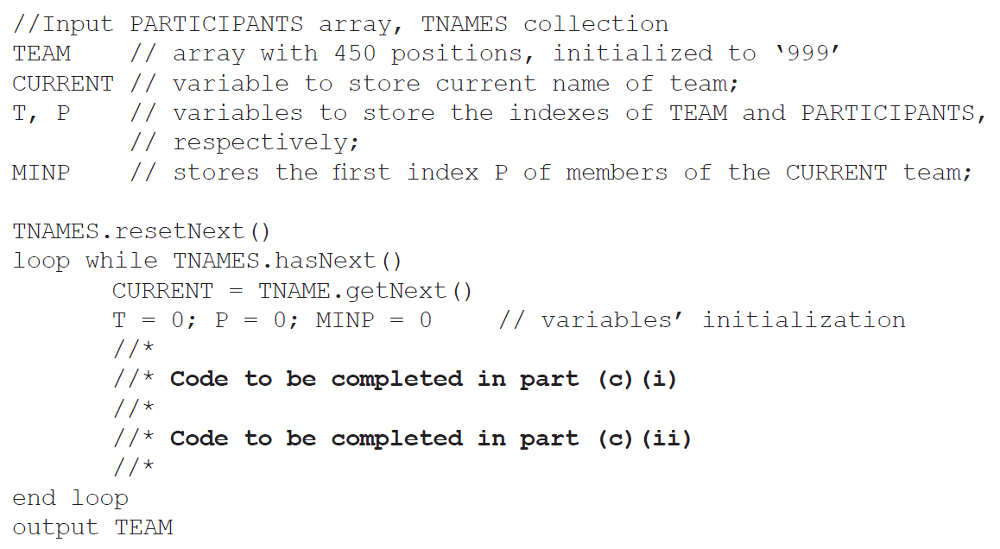 //Input PARTICIPANTS array, TNAMES collection
TEAM    // array with 450 positions, initialized to ‘999’
CURRENT // variable to store current name of team;
T, P    // variables to store the indexes of TEAM and PARTICIPANTS,
        // respectively;
MINP    // stores the first index P of members of the CURRENT team;
TNAMES.resetNext()
loop while TNAMES.hasNext()
       CURRENT = TNAME.getNext()
       T = 0; P = 0; MINP = 0    // variables’ initialization
       //*
       //* Code to be completed in part (c)(i)
       //*
       //* Code to be completed in part (c)(ii)
       //*
end loop
output TEAM